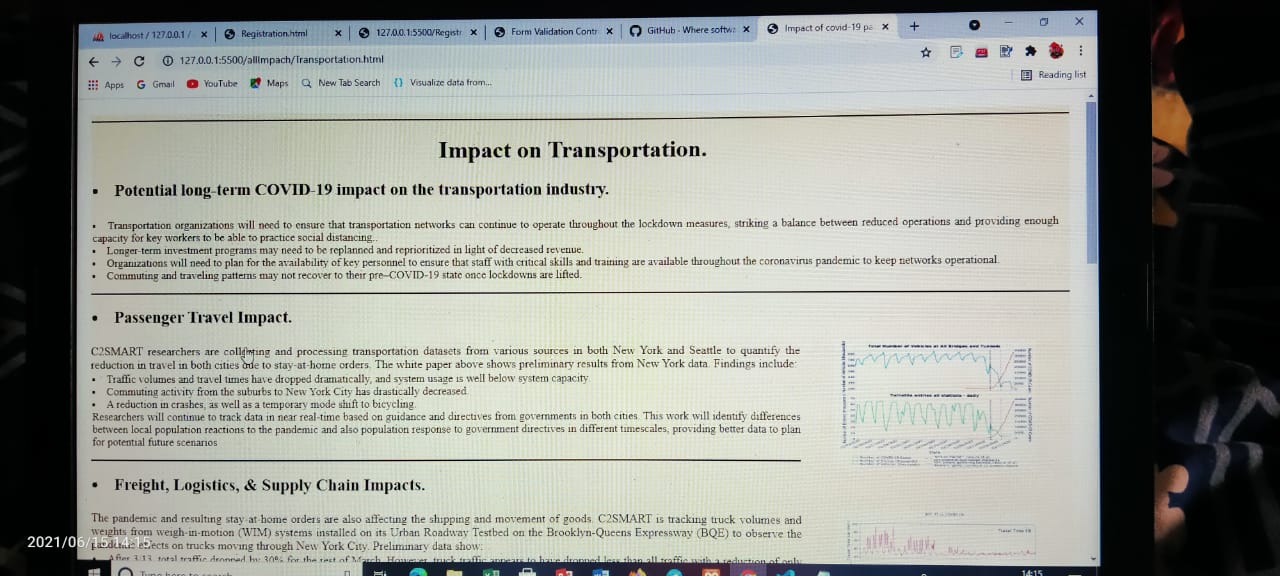 localhost / 127.0.0.1 /
Registration.html
127.0.0.1:5500/Registr
Form Validation Contr
GitHub - Where softw
Impact of covid-19 pa
127.0.0.1:5500/allImpach/Transportation.html
Apps
Gmail
YouTube
Maps
New Tab Search
Visualize data from...
Reading list
Impact on Transportation.
• Potential long-term COVID-19 impact on the transportation industry.
• Transportation organizations will need to ensure that transportation networks can continue to operate throughout the lockdown measures, striking a balance between reduced operations and providing enough
capacity for key workers to be able to practice social distancing..
• Longer-term investment programs may need to be replanned and reprioritized in light of decreased revenue.
• Organizations will need to plan for the availability of key personnel to ensure that staff with critical skills and training are available throughout the coronavirus pandemic to keep networks operational.
• Commuting and traveling patterns may not recover to their pre–COVID-19 state once lockdowns are lifted.
• Passenger Travel Impact.
C2SMART researchers are collecting and processing transportation datasets from various sources in both New York and Seattle to quantify the
reduction in travel in both cities due to stay-at-home orders. The white paper above shows preliminary results from New York data. Findings include:
• Traffic volumes and travel times have dropped dramatically, and system usage is well below system capacity
• Commuting activity from the suburbs to New York City has drastically decreased.
• A reduction in crashes, as well as a temporary mode shift to bicycling.
Researchers will continue to track data in near real-time based on guidance and directives from governments in both cities. This work will identify differences
between local population reactions to the pandemic and also population response to government directives in different timescales, providing better data to plan
for potential future scenarios
Total Number of Vehicles at All Bridges and Tunnels
Turnstile entries all stations - daily
• Freight, Logistics, & Supply Chain Impacts.
The pandemic and resulting stay-at-home orders are also affecting the shipping and movement of goods. C2SMART is tracking truck volumes and
weights from weigh-in-motion (WIM) systems installed on its Urban Roadway Testbed on the Brooklyn-Queens Expressway (BQE) to observe the
pandemic effects on trucks moving through New York City. Preliminary data show:
• After 3/13, total traffic dropped by 30% for the rest of March. However, truck traffic appears to have dropped less than all traffic with a reduction of only
2021/06/15 14:15
Type here to search
14:15